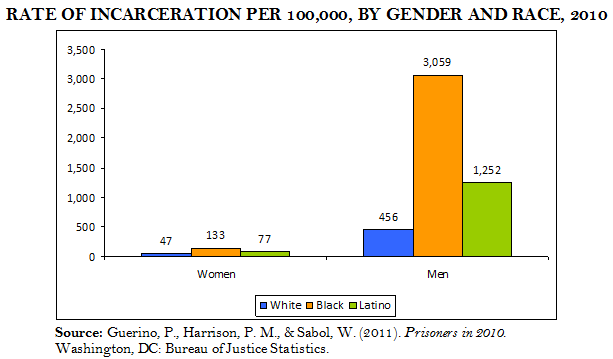 RATE OF INCARCERATION PER 100,000, BY GENDER AND RACE, 2010
3,500
3,000
2,500
2,000
1,500
1,000
500
0
47
133
77
456
3,059
1,252
Women
Men
White Black Latino
Source: Guerino, P., Harrison, P. M., & Sabol, W. (2011). Prisoners in 2010.
Washington, DC: Bureau of Justice Statistics.